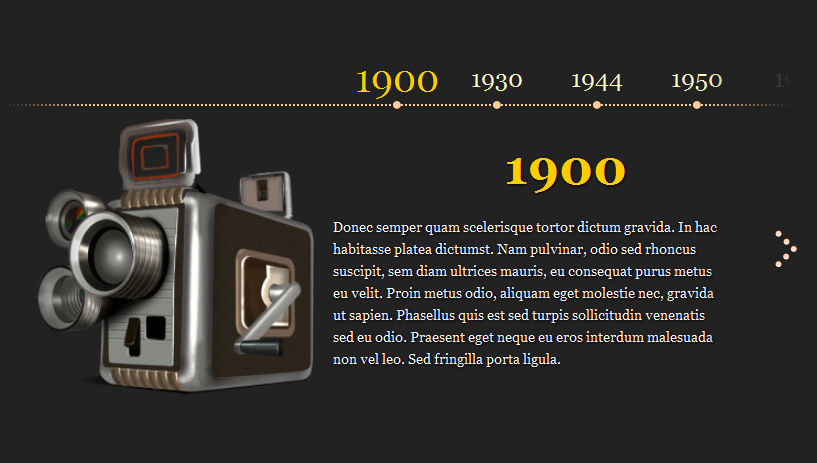 1900 1930 1944 1950
1900
Donec semper quam scelerisque tortor dictum gravida. In hac
habitasse platea dictumst. Nam pulvinar, odio sed rhoncus
suscipit, sem diam ultrices mauris, eu consequat purus metus
eu velit. Proin metus odio, aliquam eget molestie nec, gravida
ut sapien. Phasellus quis est sed turpis sollicitudin venenatis
sed eu odio. Praesent eget neque eu eros interdum malesuada
non vel leo. Sed fringilla porta ligula.